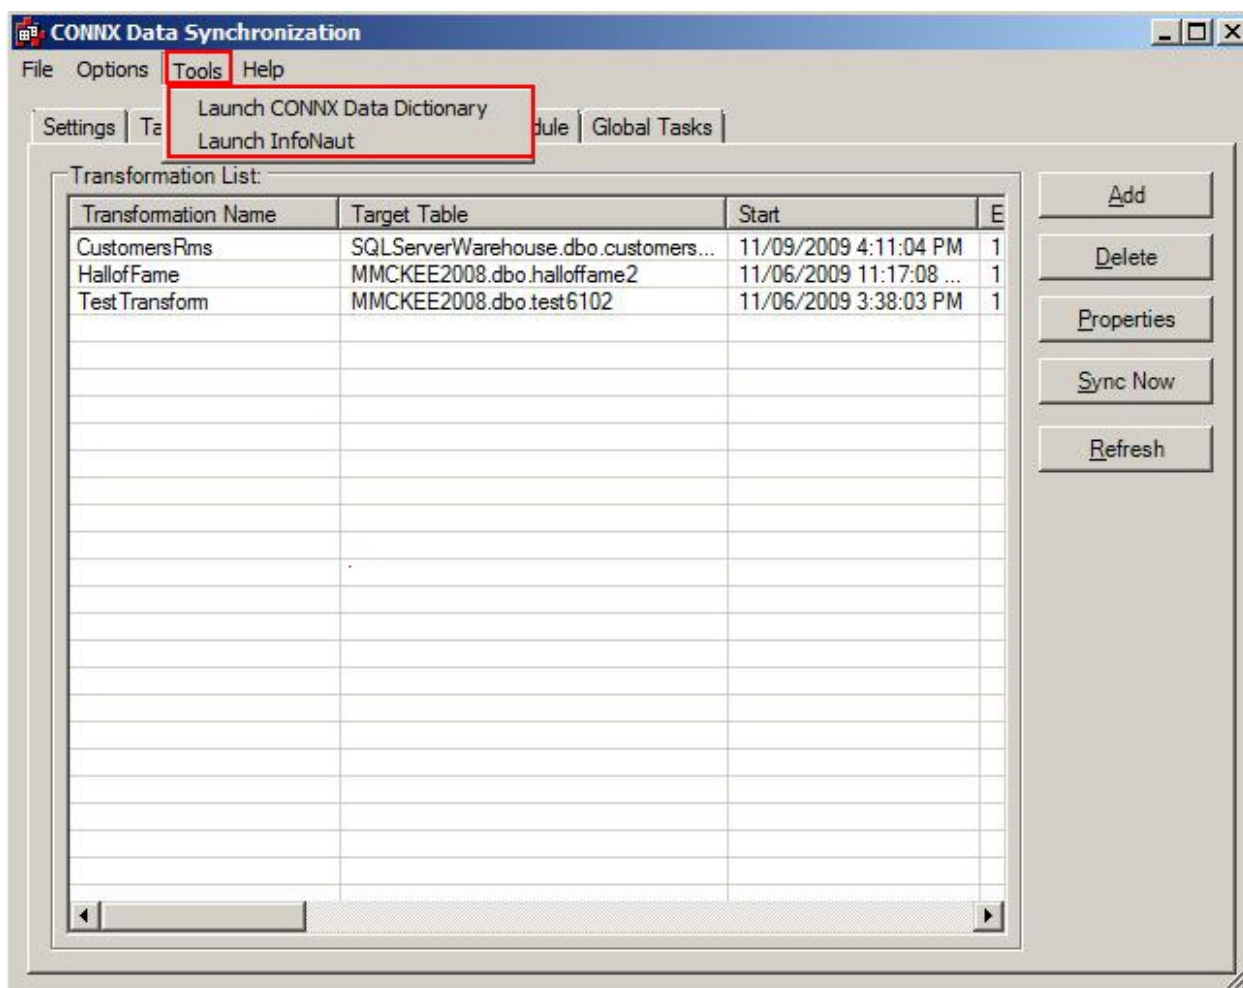 CONNX Data Synchronization
File Options Tools Help
Launch CONNX Data Dictionary
Launch InfoNaut
Settings Global Tasks
Transformation List:
Transformation Name Target Table Start
CustomersRms SQLServerWarehouse.dbo.customers... 11/09/2009 4:11:04 PM 1
HallofFame MMCKEE2008.dbo.halloffame2 11/06/2009 11:17:08 ... 1
TestTransform MMCKEE2008.dbo.test6102 11/06/2009 3:38:03 PM 1
Add
Delete
Properties
Sync Now
Refresh